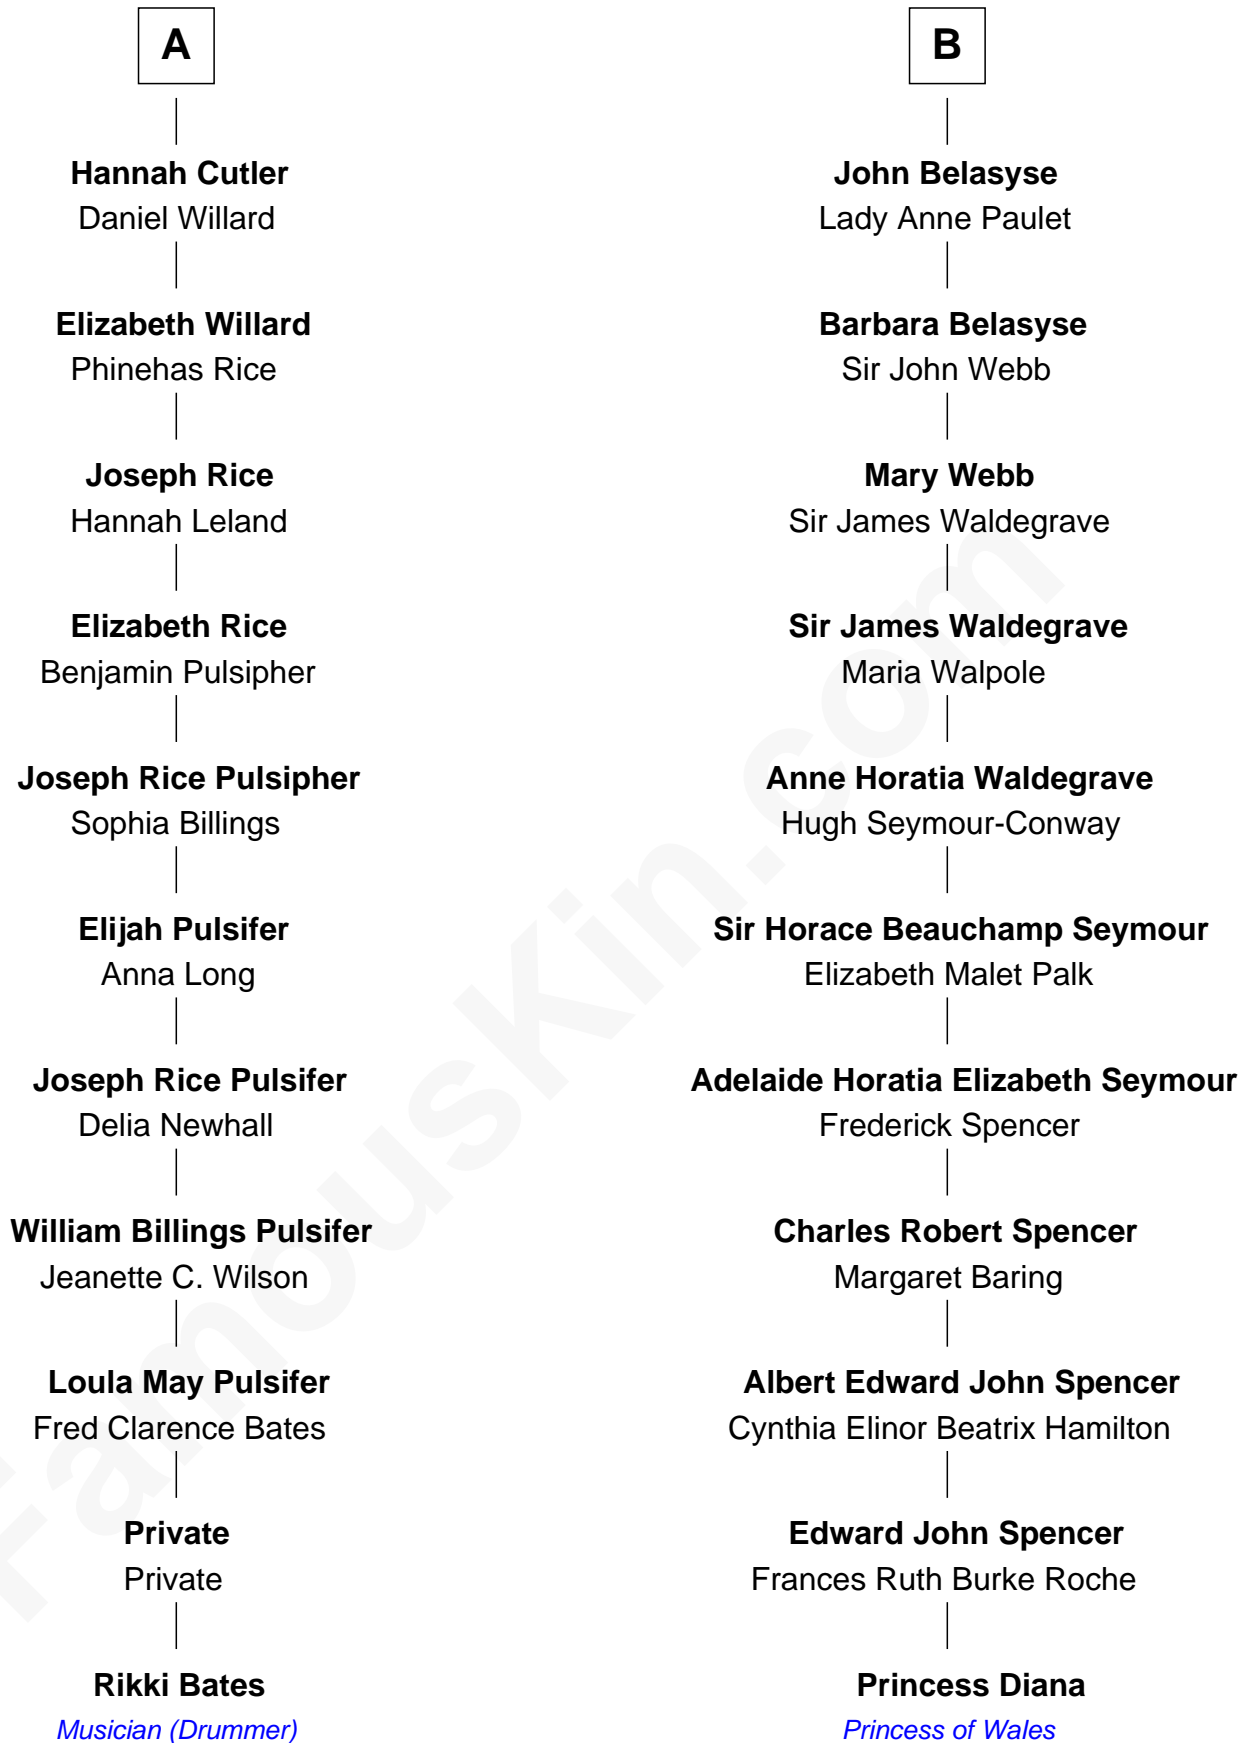 A
Hannah Cutler
Daniel Willard
Elizabeth Willard
Phinehas Rice
Joseph Rice
Hannah Leland
Elizabeth Rice
Benjamin Pulsipher
Joseph Rice Pulsipher
Sophia Billings
Elijah Pulsifer
Anna Long
Joseph Rice Pulsifer
Delia Newhall
William Billings Pulsifer
Jeanette C. Wilson
Loula May Pulsifer
Fred Clarence Bates
Private
Private
Rikki Bates
Musician (Drummer)
B
John Belasyse
Lady Anne Paulet
Barbara Belasyse
Sir John Webb
Mary Webb
Sir James Waldegrave
Sir James Waldegrave
Maria Walpole
Anne Horatia Waldegrave
Hugh Seymour-Conway
Sir Horace Beauchamp Seymour
Elizabeth Malet Palk
Adelaide Horatia Elizabeth Seymour
Frederick Spencer
Charles Robert Spencer
Margaret Baring
Albert Edward John Spencer
Cynthia Elinor Beatrix Hamilton
Edward John Spencer
Frances Ruth Burke Roche
Princess Diana
Princess of Wales
FamousKin.com